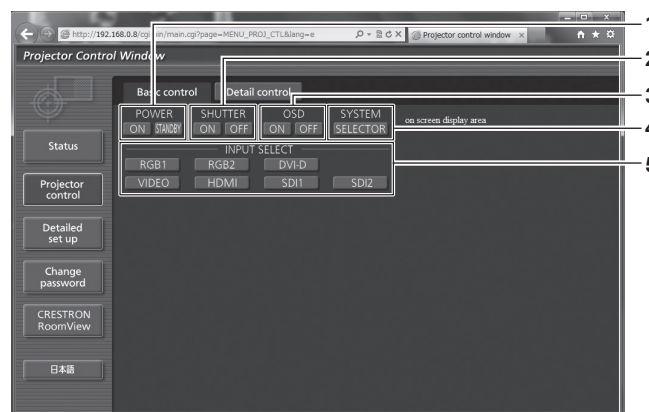 http://192.168.0.8/cgi-bin/main.cgi?page=MENU_PROJ_CTL&lang=e
Projector control window
Projector Control Window
Basic control
Detail control
POWER
SHUTTER
OSD
SYSTEM
ON STANDBY
ON OFF
ON OFF
SELECTOR
on screen display area
INPUT SELECT
RGB1 RGB2 DVI-D
VIDEO HDMI SDI1 SDI2
Status
Projector
control
Detailed
set up
Change
password
CRESTRON
RoomView
日本語
1
2
3
4
5